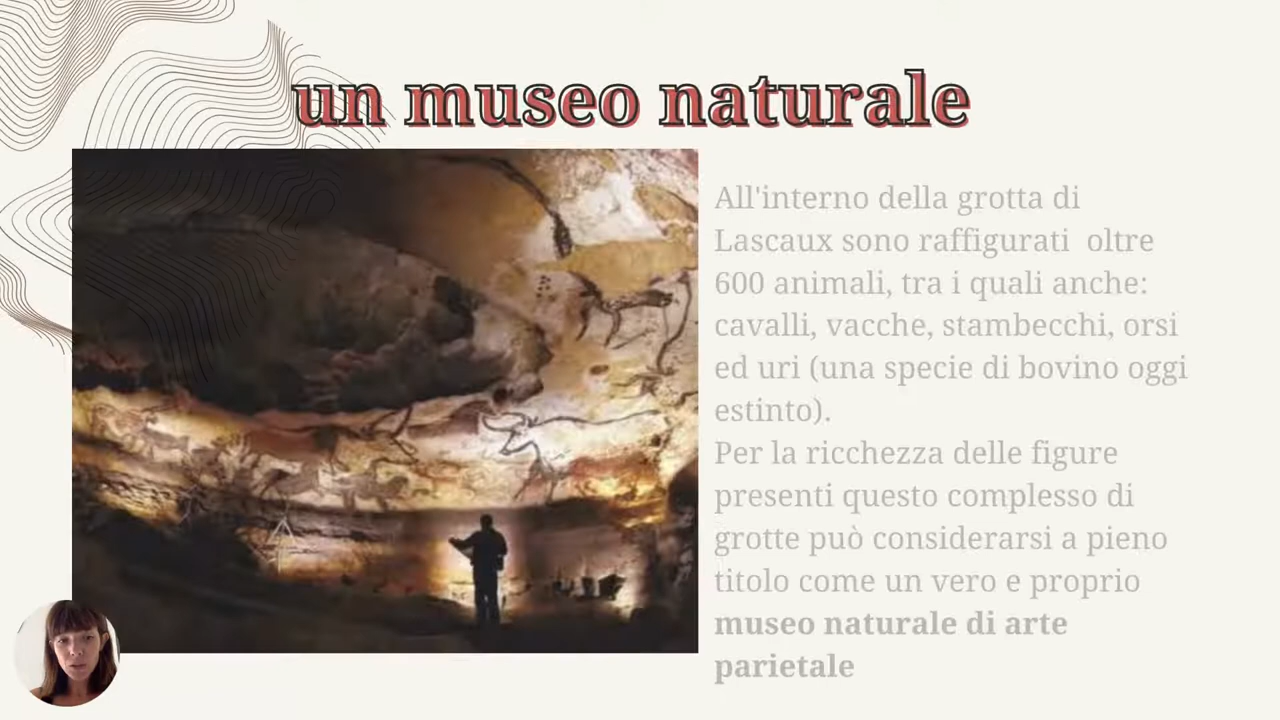 un museo naturale
All'interno della grotta di
Lascaux sono raffigurati  oltre
600 animali, tra i quali anche:
cavalli, vacche, stambecchi, orsi
ed uri (una specie di bovino oggi
estinto).
Per la ricchezza delle figure
presenti questo complesso di
grotte può considerarsi a pieno
titolo come un vero e proprio
museo naturale di arte
parietale